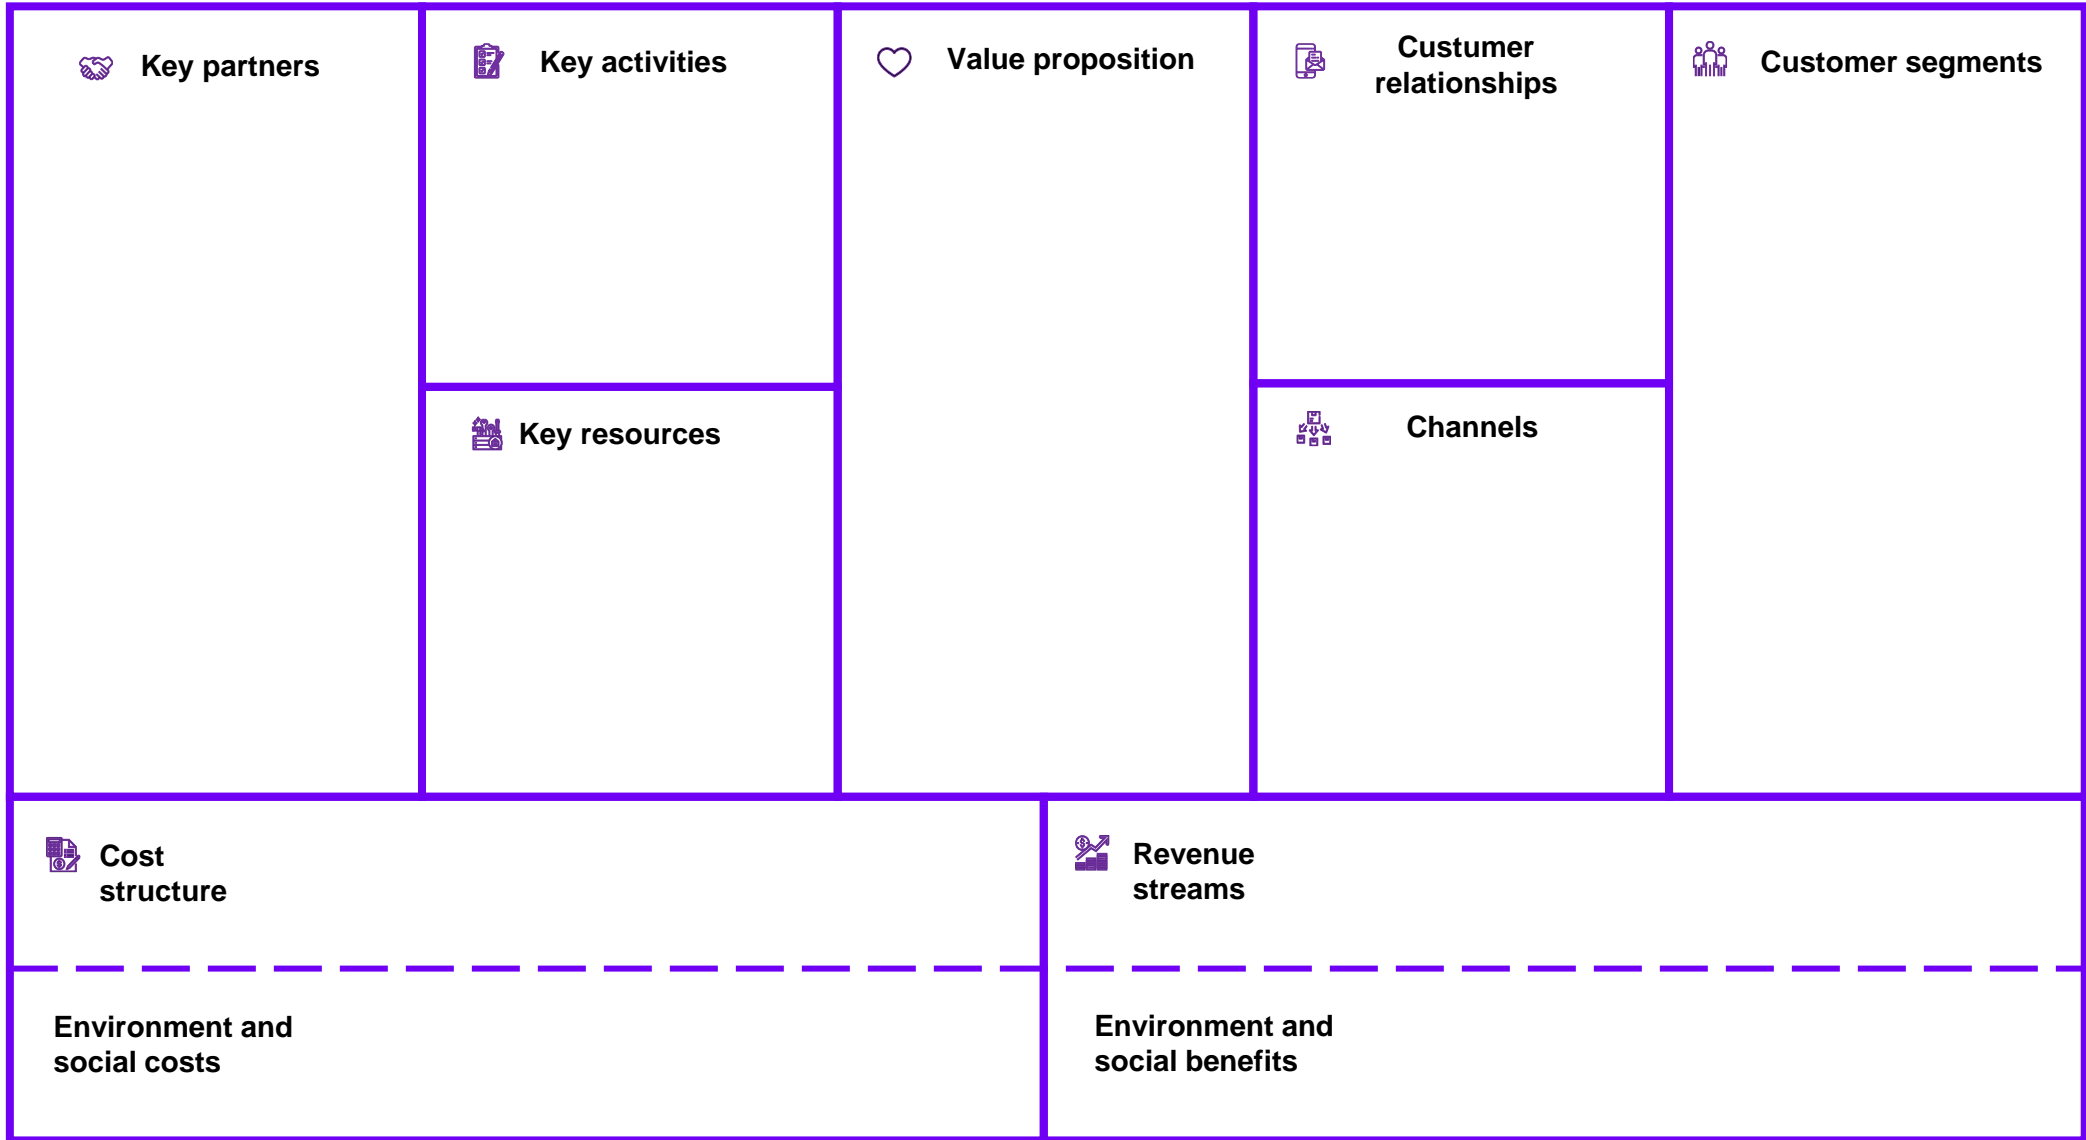 Key partners
Key activities
Value proposition
Custumer
relationships
Customer segments
Key resources
Channels
Cost
structure
Revenue
streams
Environment and
social costs
Environment and
social benefits